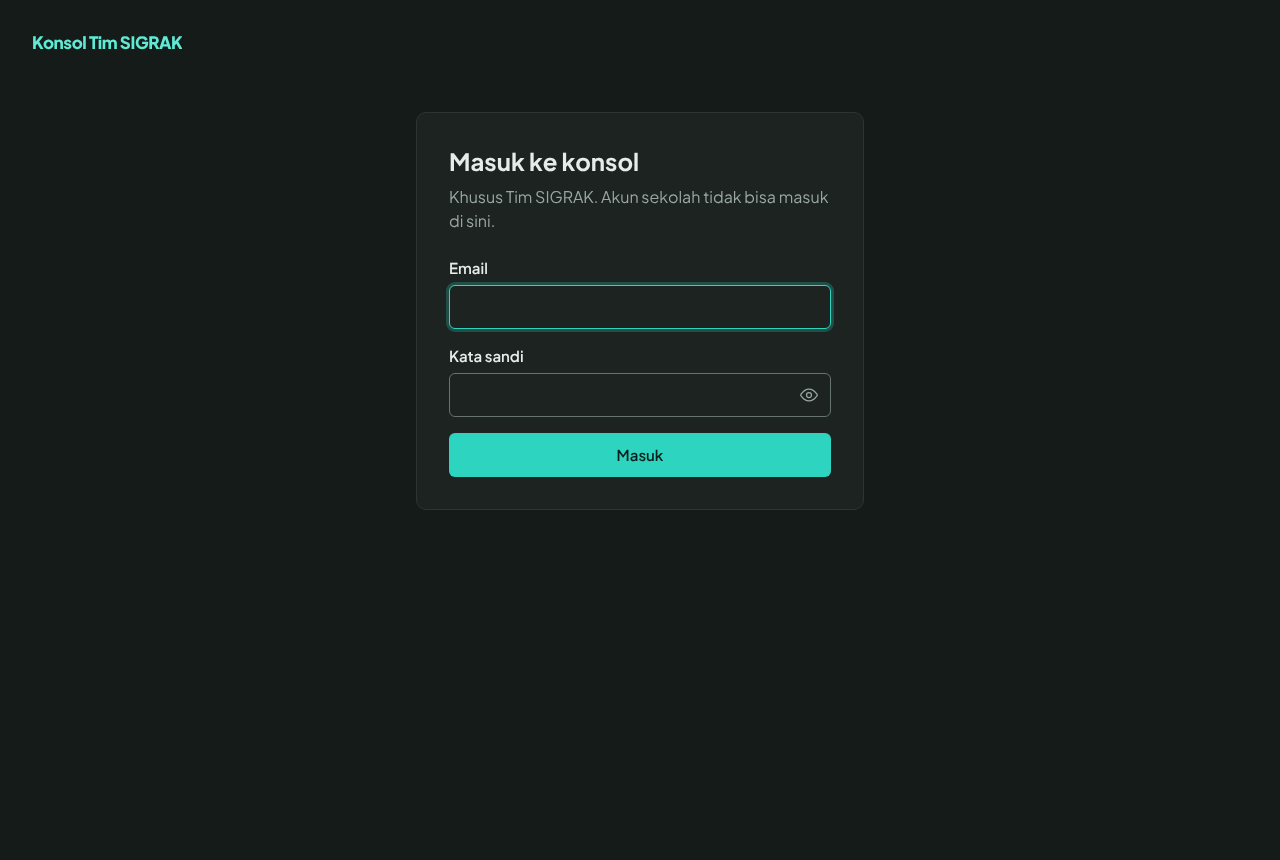 Konsol Tim SIGRAK
Masuk ke konsol
Khusus Tim SIGRAK. Akun sekolah tidak bisa masuk
di sini.
Email
Kata sandi
Masuk